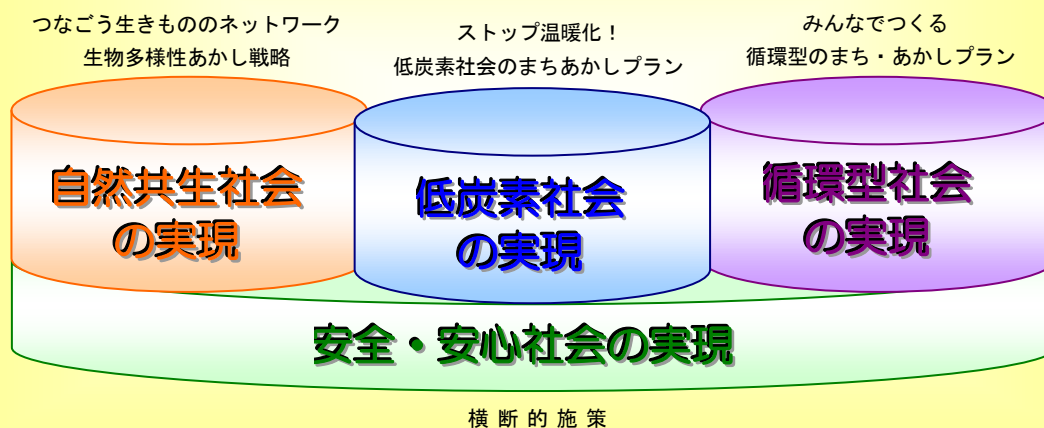 つなごう生きもののネットワーク
生物多様性あかし戦略
ストップ温暖化！
低炭素社会のまちあかしプラン
みんなでつくる
循環型のまち・あかしプラン
自然共生社会
の実現
低炭素社会
の実現
循環型社会
の実現
安全・安心社会の実現
横断的施策